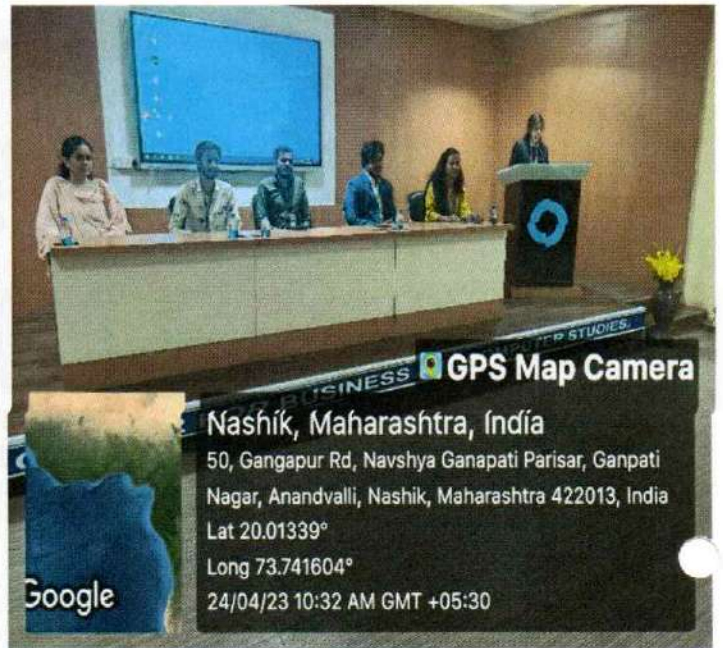 BUSINESS
COMPUTER STUDIES.
GPS Map Camera
Nashik, Maharashtra, India
50, Gangapur Rd, Navshya Ganapati Parisar, Ganpati
Nagar, Anandvalli, Nashik, Maharashtra 422013, India
Lat 20.01339°
Long 73.741604°
24/04/23 10:32 AM GMT +05:30
Google